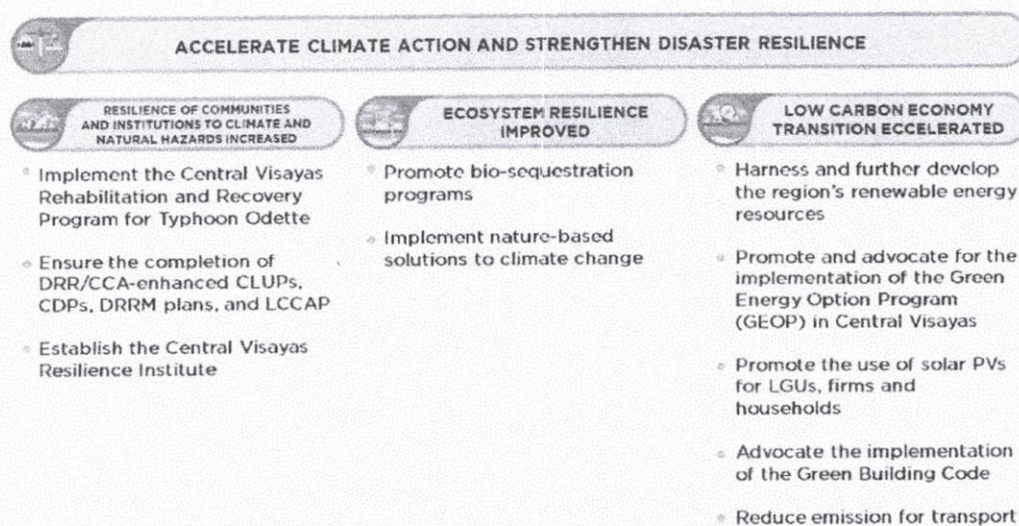 ACCELERATE CLIMATE ACTION AND STRENGTHEN DISASTER RESILIENCE
RESILIENCE OF COMMUNITIES
AND INSTITUTIONS TO CLIMATE AND
NATURAL HAZARDS INCREASED
Implement the Central Visayas
Rehabilitation and Recovery
Program for Typhoon Odette
Ensure the completion of
DRR/CCA-enhanced CLUPs,
CDPs, DRRM plans, and LCCAP
Establish the Central Visayas
Resilience Institute
ECOSYSTEM RESILIENCE
IMPROVED
Promote bio-sequestration
programs
Implement nature-based
solutions to climate change
LOW CARBON ECONOMY
TRANSITION ECCELERATED
Harness and further develop
the region's renewable energy
resources
Promote and advocate for the
implementation of the Green
Energy Option Program
(GEOP) in Central Visayas
Promote the use of solar PVs
for LGUs, firms and
households
Advocate the implementation
of the Green Building Code
Reduce emission for transport